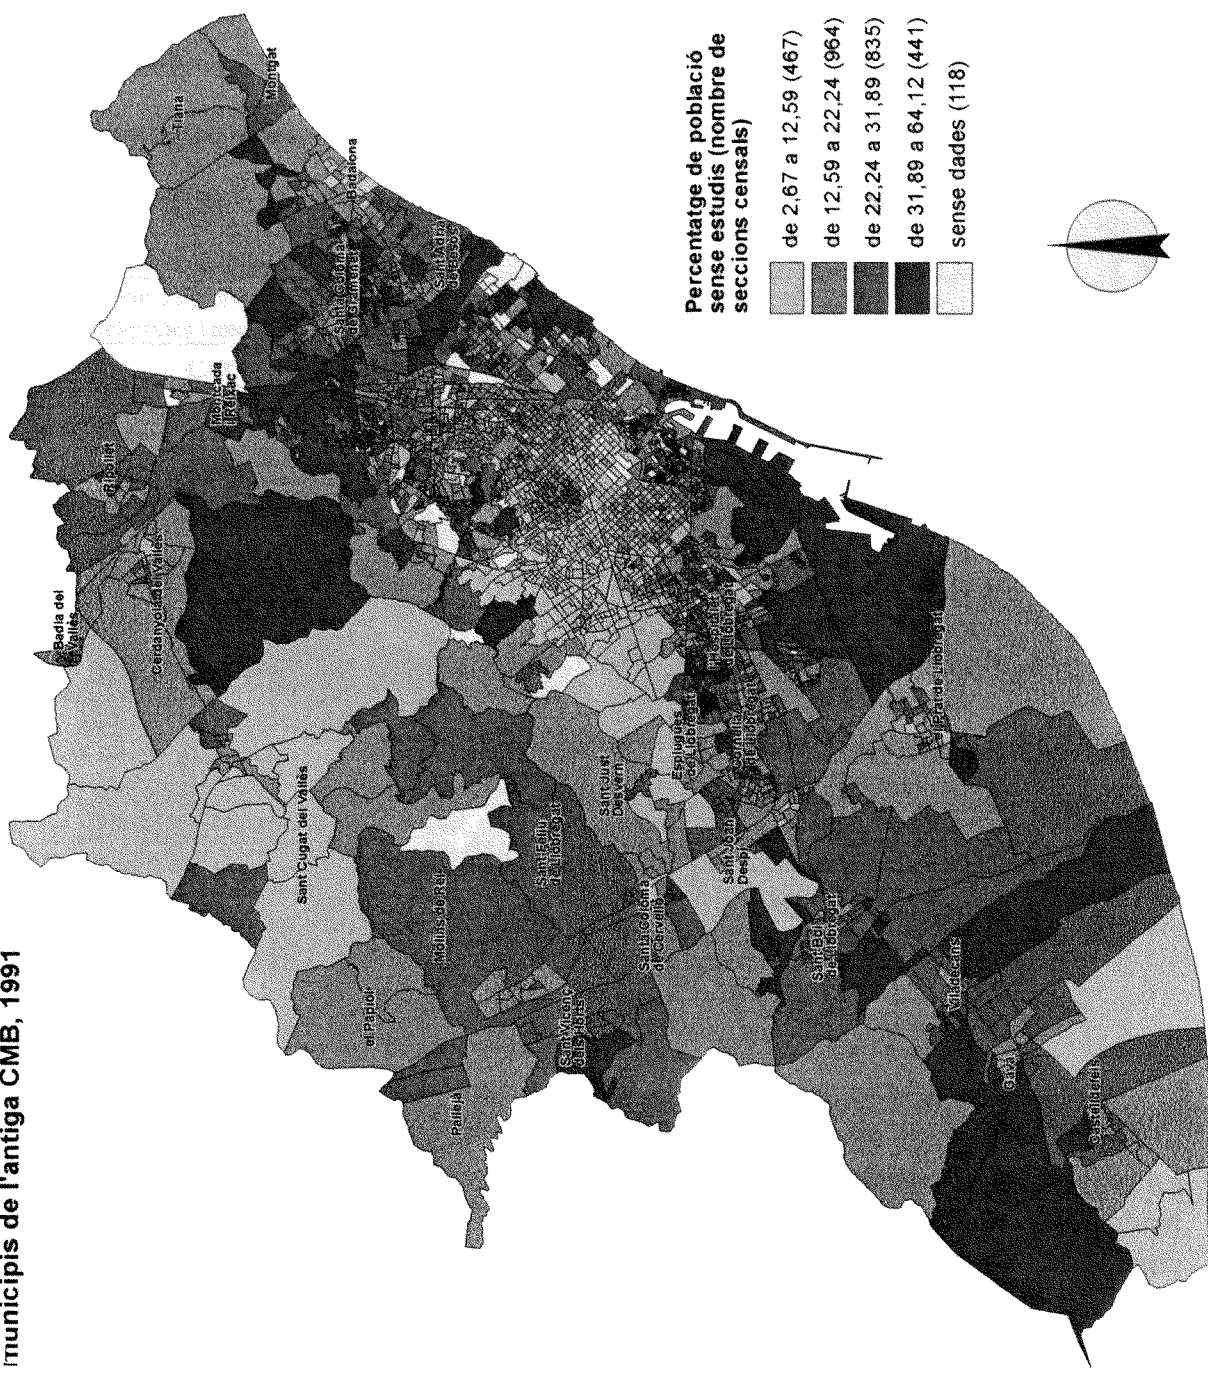 municipis de l'antiga CMB, 1991
Percentatge de població
sense estudis (nombre de
seccions censals)
de 2,67 a 12,59 (467)
de 12,59 a 22,24 (964)
de 22,24 a 31,89 (835)
de 31,89 a 64,12 (441)
sense dades (118)
Montgat
Tiana
Badalona
Santa Coloma
de Gramenet
Sant Adrià
de Besòs
Montcada
i Reixac
Ripollet
Badia del
Vallès
Cerdanyola del Vallès
Sant Cugat del Vallès
l'Hospitalet
de Llobregat
Esplugues
de Llobregat
Cornellà
de Llobregat
el Prat de Llobregat
Sant Just
Desvern
Sant Feliu
de Llobregat
Sant Joan
Despí
Molins de Rei
Santa Coloma
de Cervelló
Sant Boi
de Llobregat
el Papiol
Sant Vicenç
dels Horts
Pallejà
Viladecans
Gavà
Castelldefels